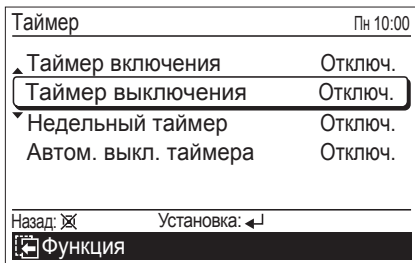 Таймер Пн 10:00
Таймер включения Отключ.
Таймер выключения Отключ.
Недельный таймер Отключ.
Автом. выкл. таймера Отключ.
Назад: Установка:
Функция